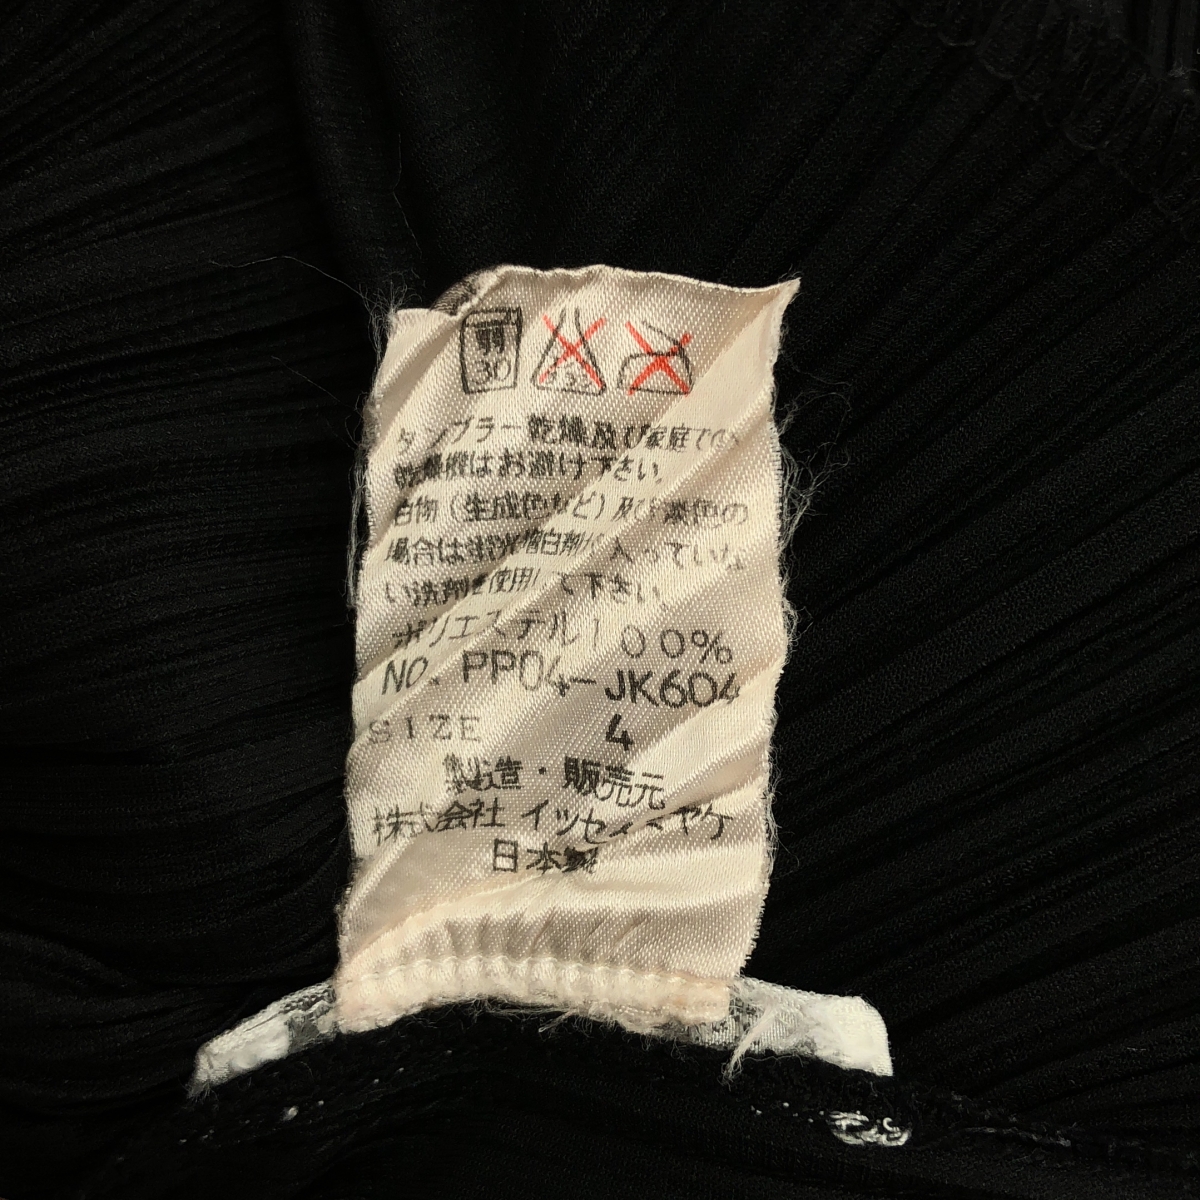 弱
30
タンブラー乾燥及び家庭での
乾燥機はお避け下さい。
白物（生成色など）及び淡色の
場合は蛍光増白剤が入っていな
い洗剤を使用して下さい。
ポリエステル100%
NO. PP04-JK604
SIZE 4
製造・販売元
株式会社 イッセイミヤケ
日本製